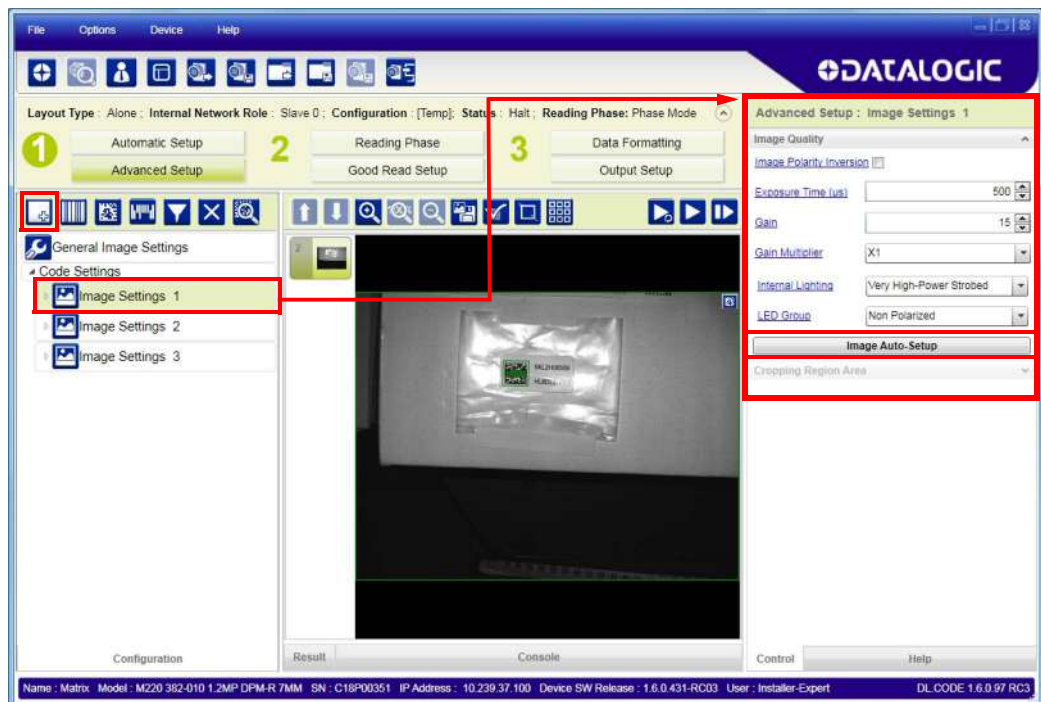 File Options Device Help
DATALOGIC
Layout Type : Alone ; Internal Network Role : Slave 0 ; Configuration : [Temp]; Status : Halt ; Reading Phase: Phase Mode
1 Automatic Setup
Advanced Setup
2 Reading Phase
Good Read Setup
3 Data Formatting
Output Setup
General Image Settings
Code Settings
Image Settings 1
Image Settings 2
Image Settings 3
Configuration
2
Result
Console
Advanced Setup : Image Settings 1
Image Quality
Image Polarity Inversion
Exposure Time (us) 500
Gain 15
Gain Multiplier X1
Internal Lighting Very High-Power Strobed
LED Group Non Polarized
Image Auto-Setup
Cropping Region Area
Control
Help
Name : Matrix Model : M220 382-010 1.2MP DPM-R 7MM SN : C18P00351 IP Address : 10.239.37.100 Device SW Release : 1.6.0.431-RC03 User : Installer-Expert DL.CODE 1.6.0.97 RC3